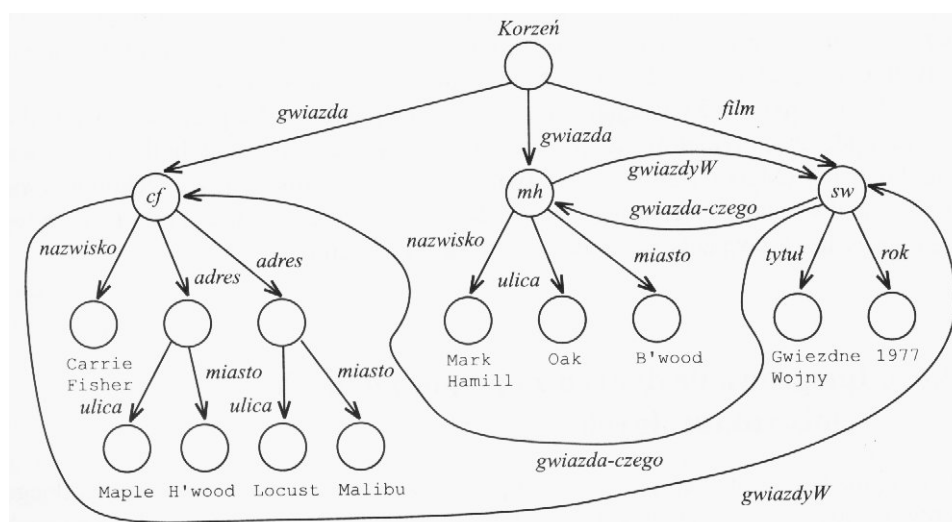 Korzeń
gwiazda
gwiazda
film
gwiazdyW
cf
mh
sw
gwiazda-czego
nazwisko
adres
adres
nazwisko
ulica
miasto
tytuł
rok
Carrie
Fisher
Mark
Hamill
Oak
B'wood
Gwiezdne
Wojny
1977
ulica
miasto
ulica
miasto
gwiazda-czego
Maple
H'wood
Locust
Malibu
gwiazdyW